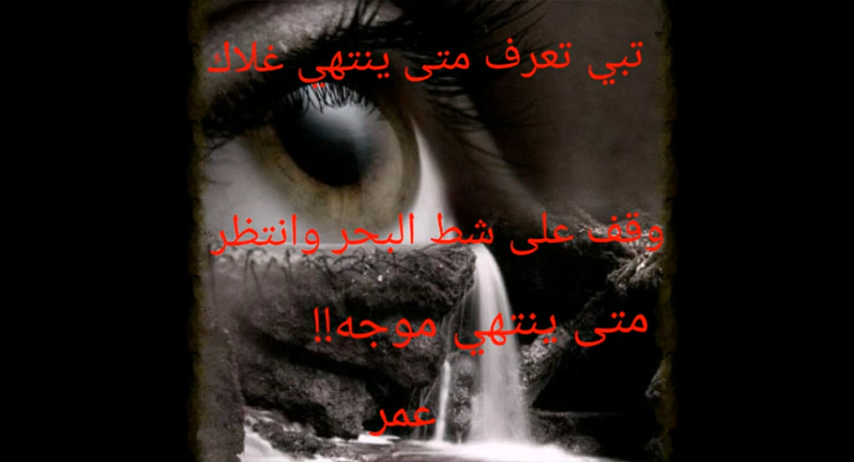 تبي تعرف متى ينتهي غلاك
وقف على شط البحر وانتظر
متى ينتهي موجه!!
عمر